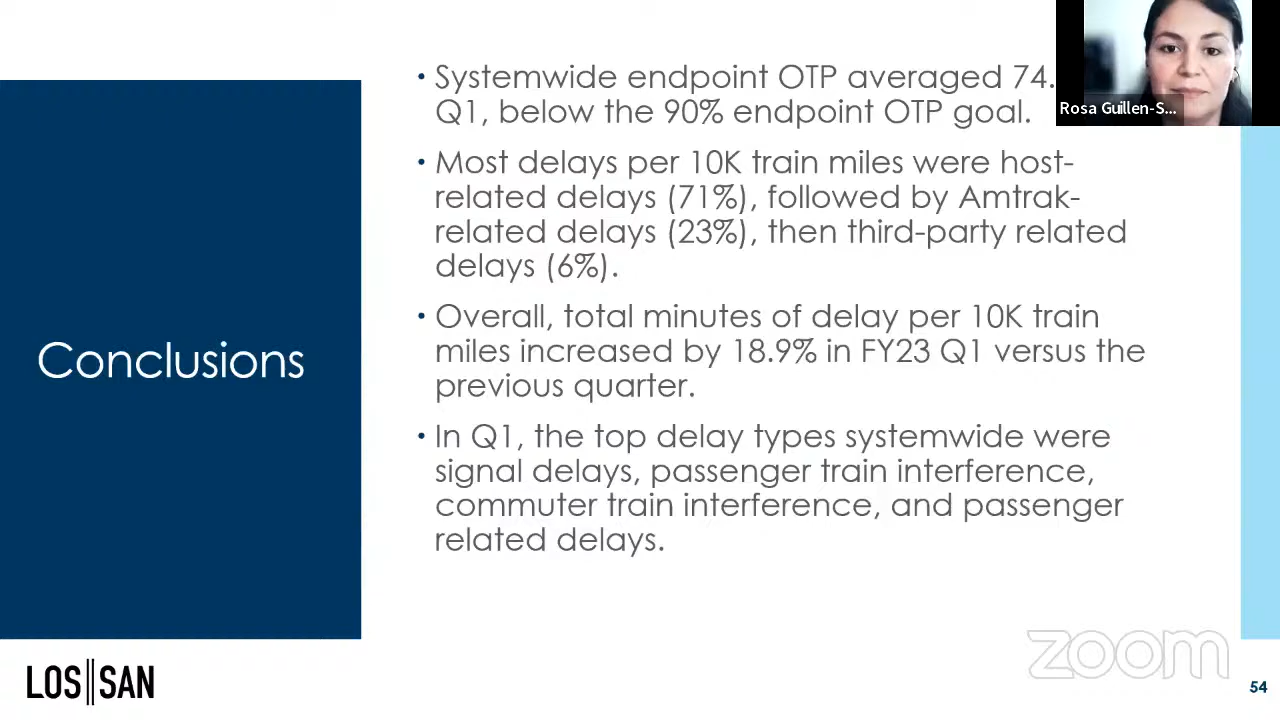 Systemwide endpoint OTP averaged 74.
Q1, below the 90% endpoint OTP goal.
Rosa Guillen-S...
• Most delays per 10K train miles were host-
related delays (71%), followed by Amtrak-
related delays (23%), then third-party related
delays (6%).
• Overall, total minutes of delay per 10K train
miles increased by 18.9% in FY23 Q1 versus the
previous quarter.
• In Q1, the top delay types systemwide were
signal delays, passenger train interference,
commuter train interference, and passenger
related delays.
Conclusions
LOS||SAN
zoom
54